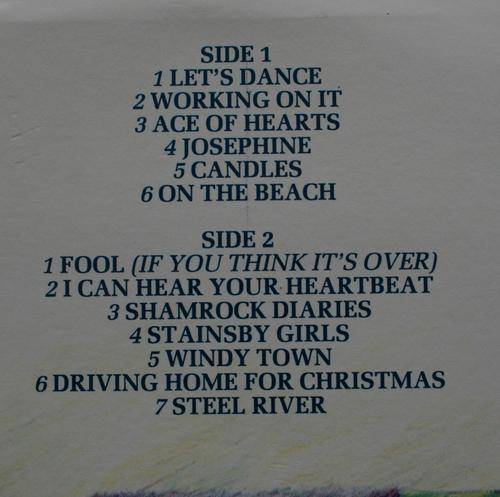 SIDE 1
1 LET'S DANCE
2 WORKING ON IT
3 ACE OF HEARTS
4 JOSEPHINE
5 CANDLES
6 ON THE BEACH
SIDE 2
1 FOOL (IF YOU THINK IT'S OVER)
2 I CAN HEAR YOUR HEARTBEAT
3 SHAMROCK DIARIES
4 STAINSBY GIRLS
5 WINDY TOWN
6 DRIVING HOME FOR CHRISTMAS
7 STEEL RIVER